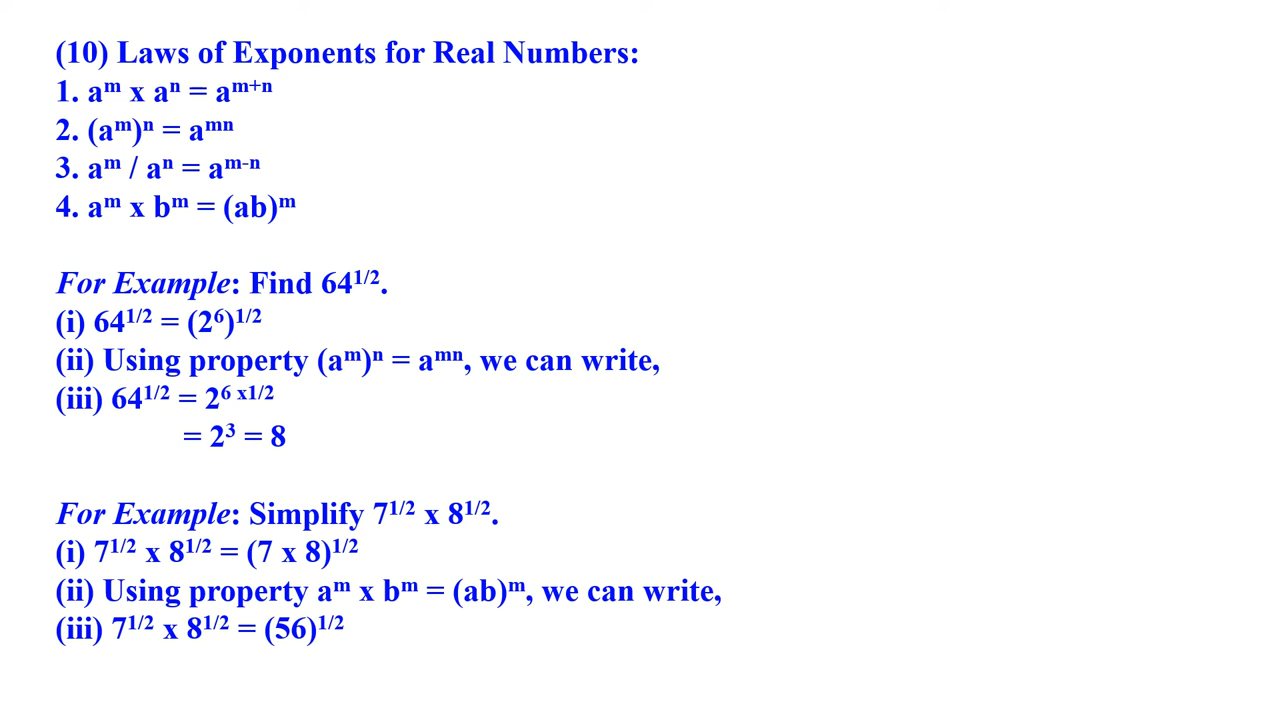 (10) Laws of Exponents for Real Numbers:
1. aᵐ x aⁿ = aᵐ⁺ⁿ
2. (aᵐ)ⁿ = aᵐⁿ
3. aᵐ / aⁿ = aᵐ⁻ⁿ
4. aᵐ x bᵐ = (ab)ᵐ
For Example: Find 64¹/².
(i) 64¹/² = (2⁶)¹/²
(ii) Using property (aᵐ)ⁿ = aᵐⁿ, we can write,
(iii) 64¹/² = 2⁶ ˣ¹/²
= 2³ = 8
For Example: Simplify 7¹/² x 8¹/².
(i) 7¹/² x 8¹/² = (7 x 8)¹/²
(ii) Using property aᵐ x bᵐ = (ab)ᵐ, we can write,
(iii) 7¹/² x 8¹/² = (56)¹/²